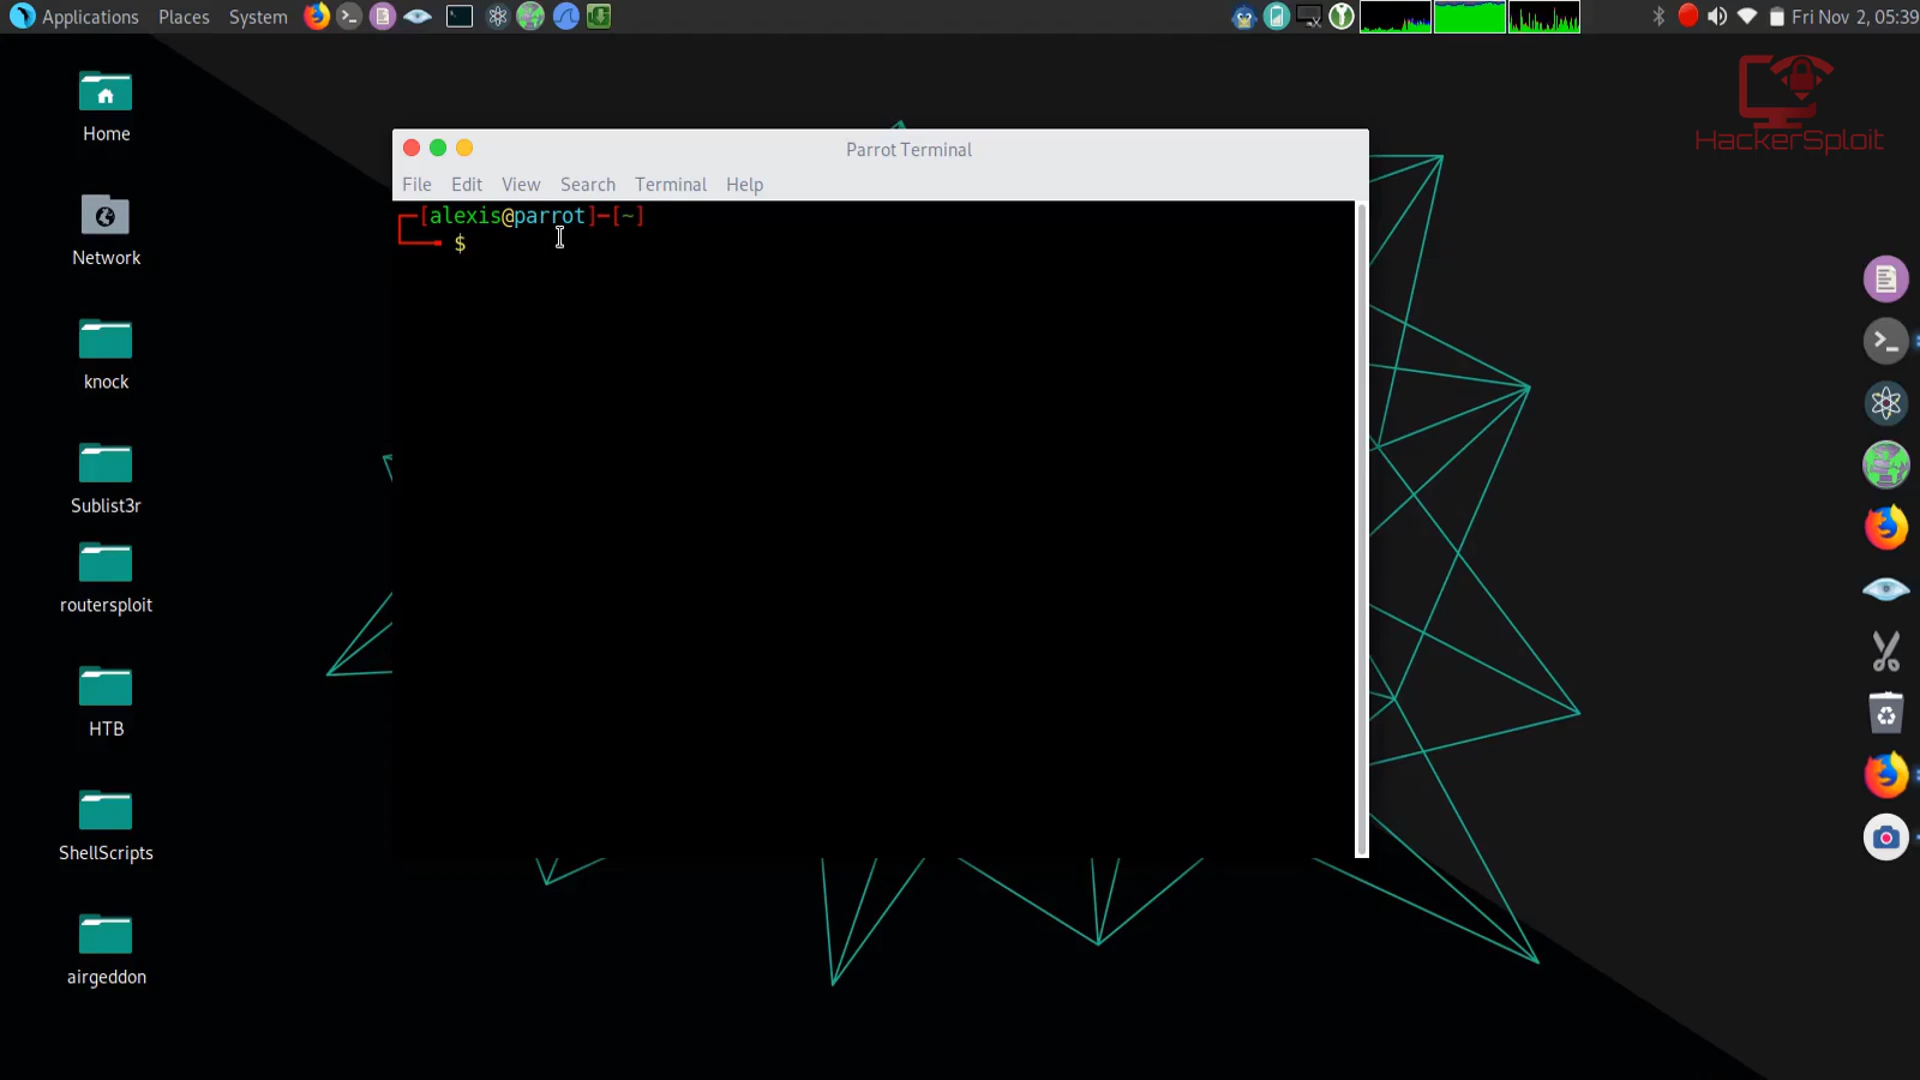 Applications Places System
Fri Nov 2, 05:39
HackerSploit
Home
Network
knock
Sublist3r
routersploit
HTB
ShellScripts
airgeddon
Parrot Terminal
File Edit View Search Terminal Help
[alexis@parrot]-[~]
$